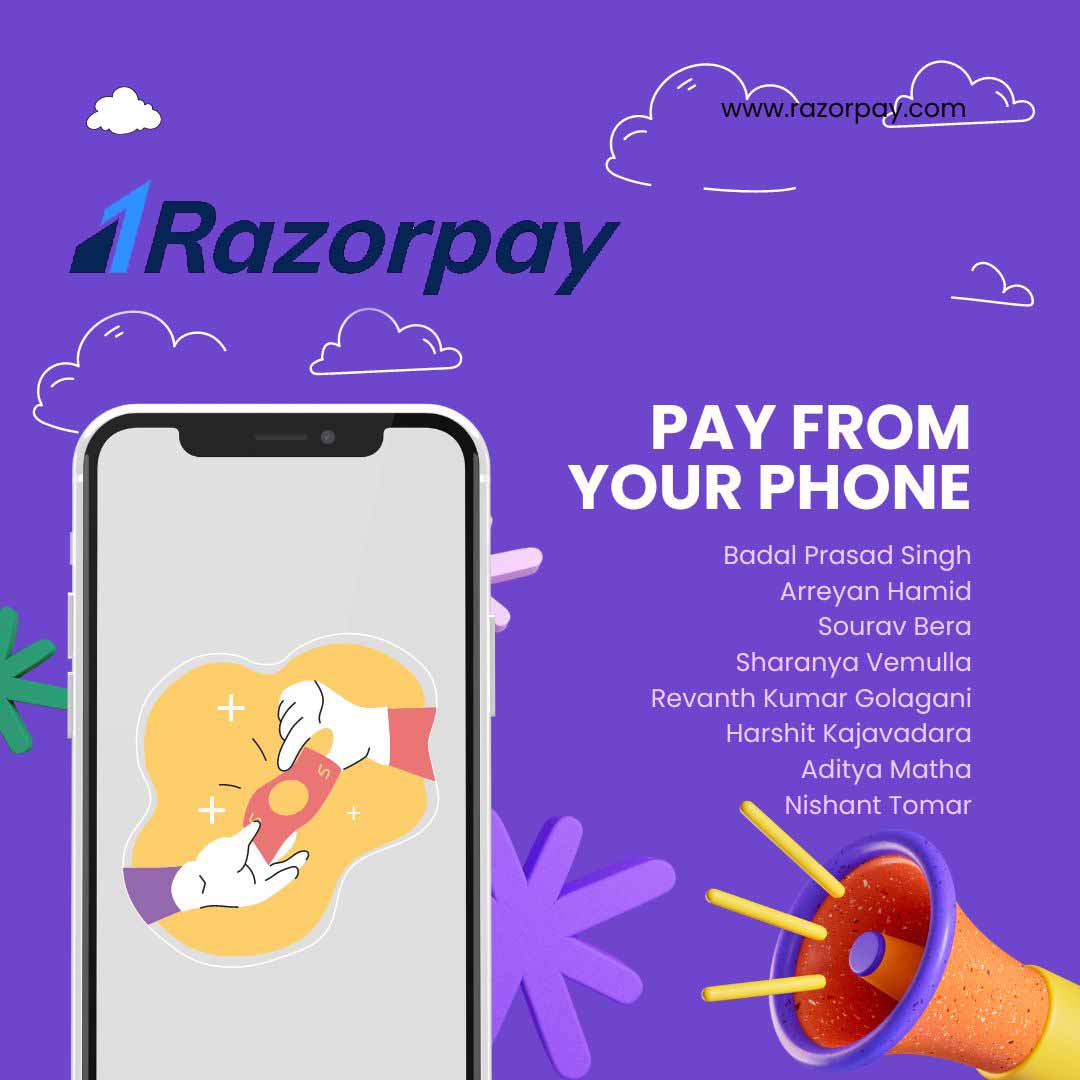 www.razorpay.com
Razorpay
PAY FROM
YOUR PHONE
Badal Prasad Singh
Arreyan Hamid
Sourav Bera
Sharanya Vemulla
Revanth Kumar Golagani
Harshit Kajavadara
Aditya Matha
Nishant Tomar
5